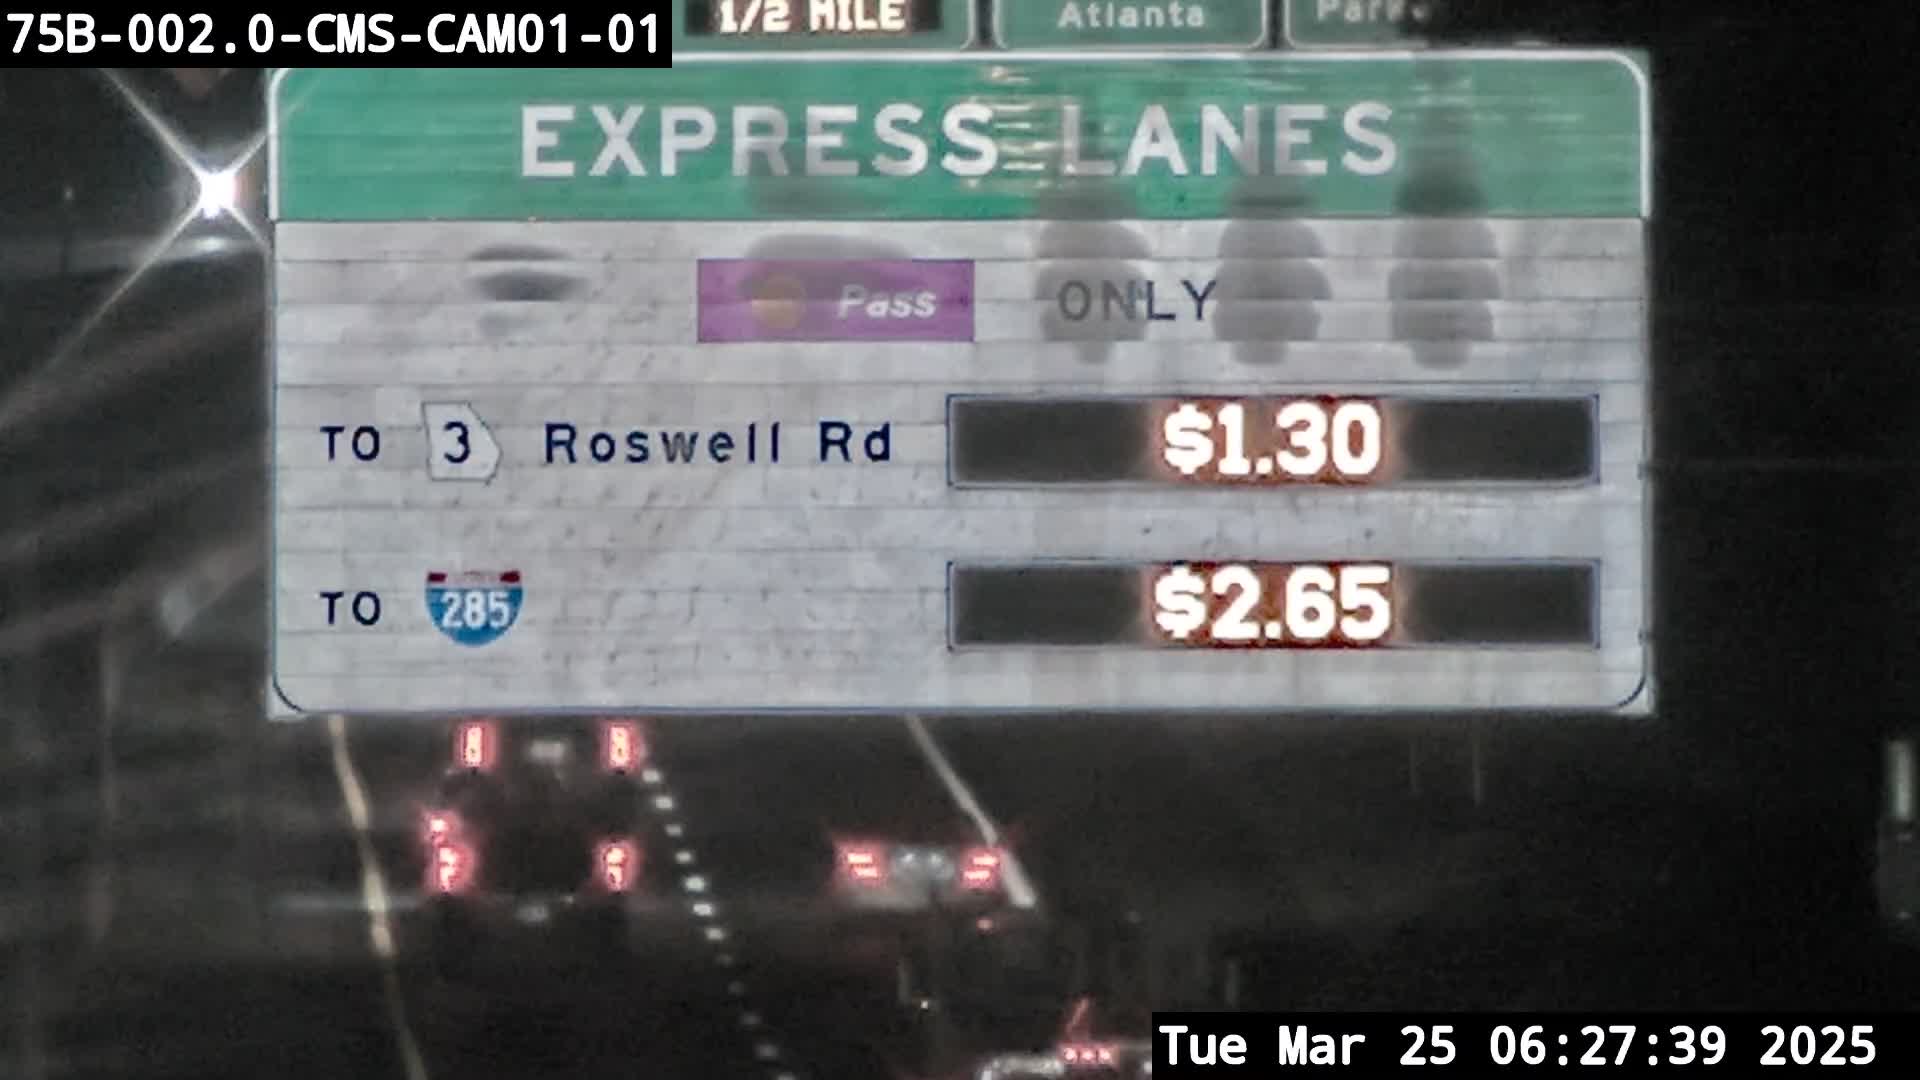 75B-002.0-CMS-CAM01-01
1/2 MILE
Atlanta
EXPRESS LANES
Pass ONLY
TO 3 Roswell Rd $1.30
TO 285 $2.65
Tue Mar 25 06:27:39 2025